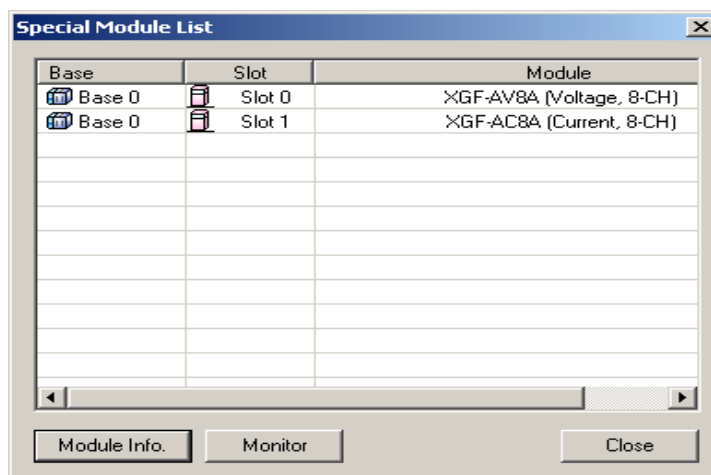 Special Module List
Base Slot Module
Base 0 Slot 0 XGF-AV8A (Voltage, 8-CH)
Base 0 Slot 1 XGF-AC8A (Current, 8-CH)
Module Info. Monitor Close